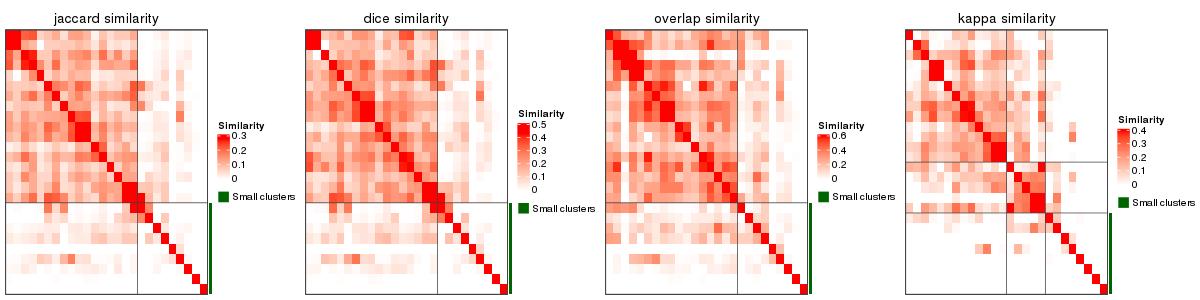 jaccard similarity
Similarity
0.3
0.2
0.1
0
Small clusters
dice similarity
Similarity
0.5
0.4
0.3
0.2
0.1
0
Small clusters
overlap similarity
Similarity
0.6
0.4
0.2
0
Small clusters
kappa similarity
Similarity
0.4
0.3
0.2
0.1
0
Small clusters